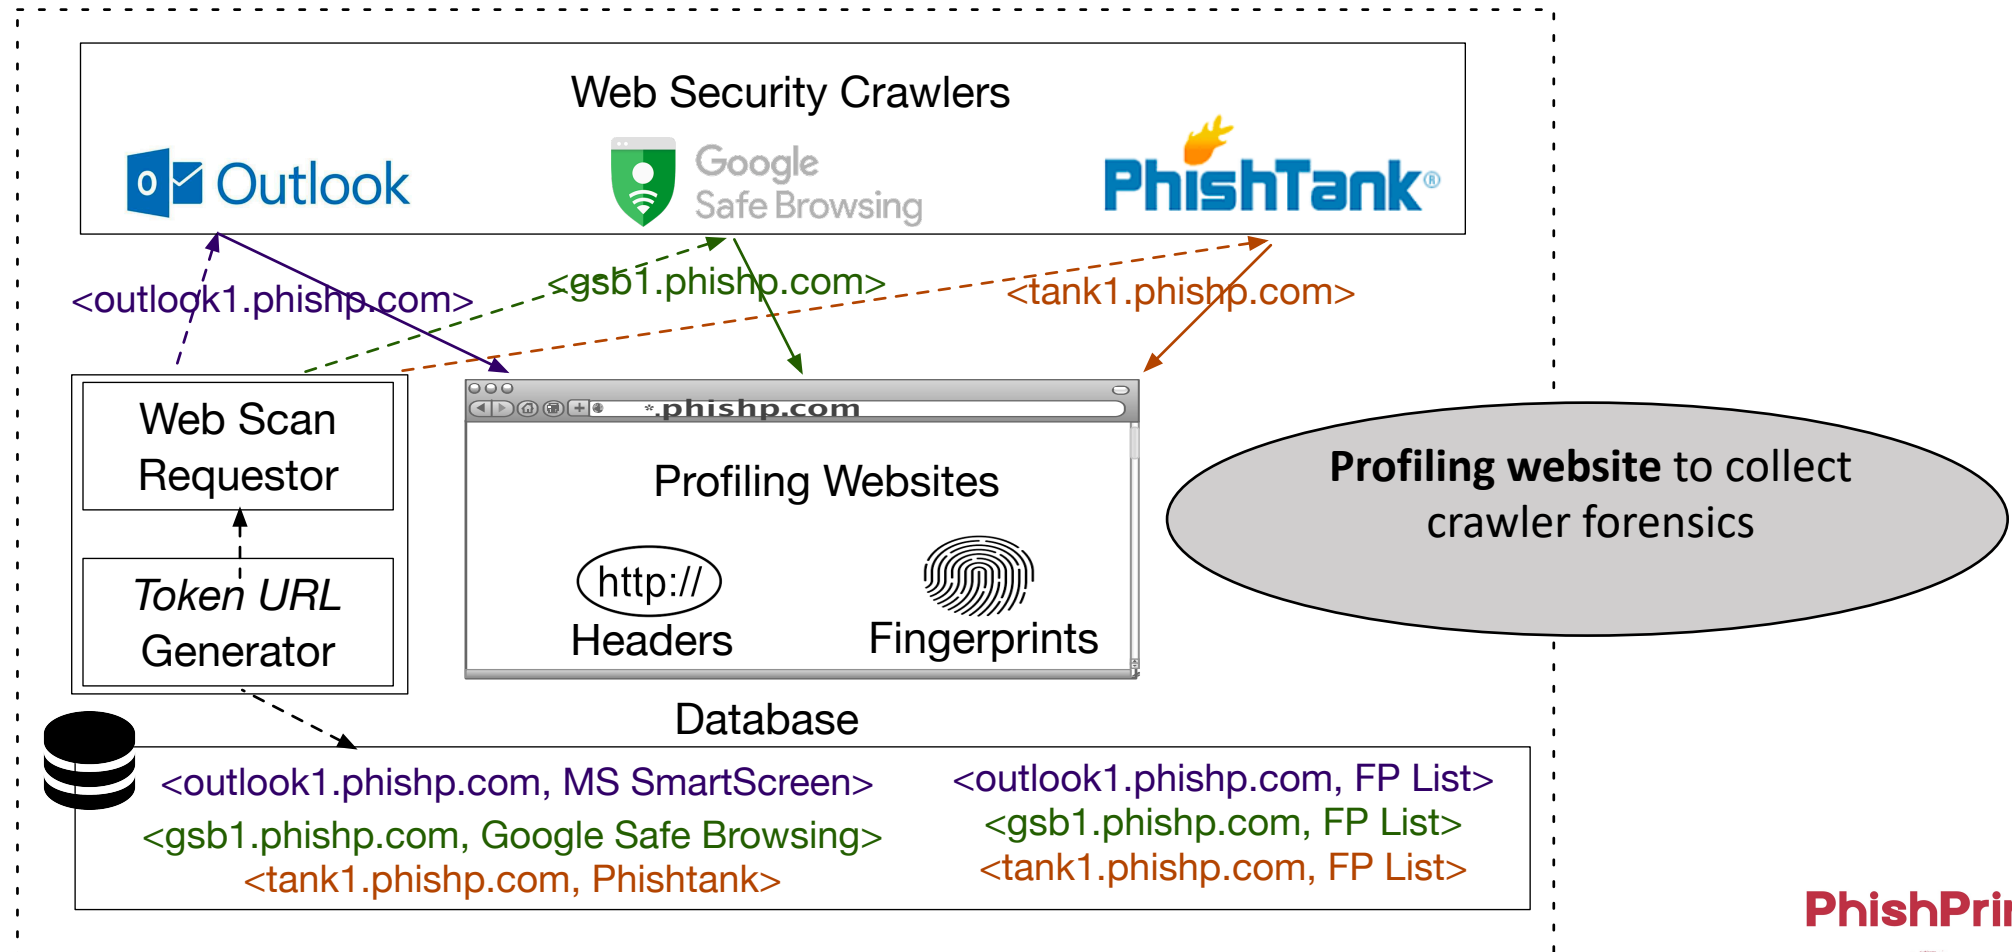 Web Security Crawlers
Outlook
Google
Safe Browsing
PhishTank®
<outlook1.phishp.com>
<gsb1.phishp.com>
<tank1.phishp.com>
Web Scan
Requestor
Token URL
Generator
*.phishp.com
Profiling Websites
http://
Headers
Fingerprints
Profiling website to collect
crawler forensics
Database
<outlook1.phishp.com, MS SmartScreen>
<gsb1.phishp.com, Google Safe Browsing>
<tank1.phishp.com, Phishtank>
<outlook1.phishp.com, FP List>
<gsb1.phishp.com, FP List>
<tank1.phishp.com, FP List>